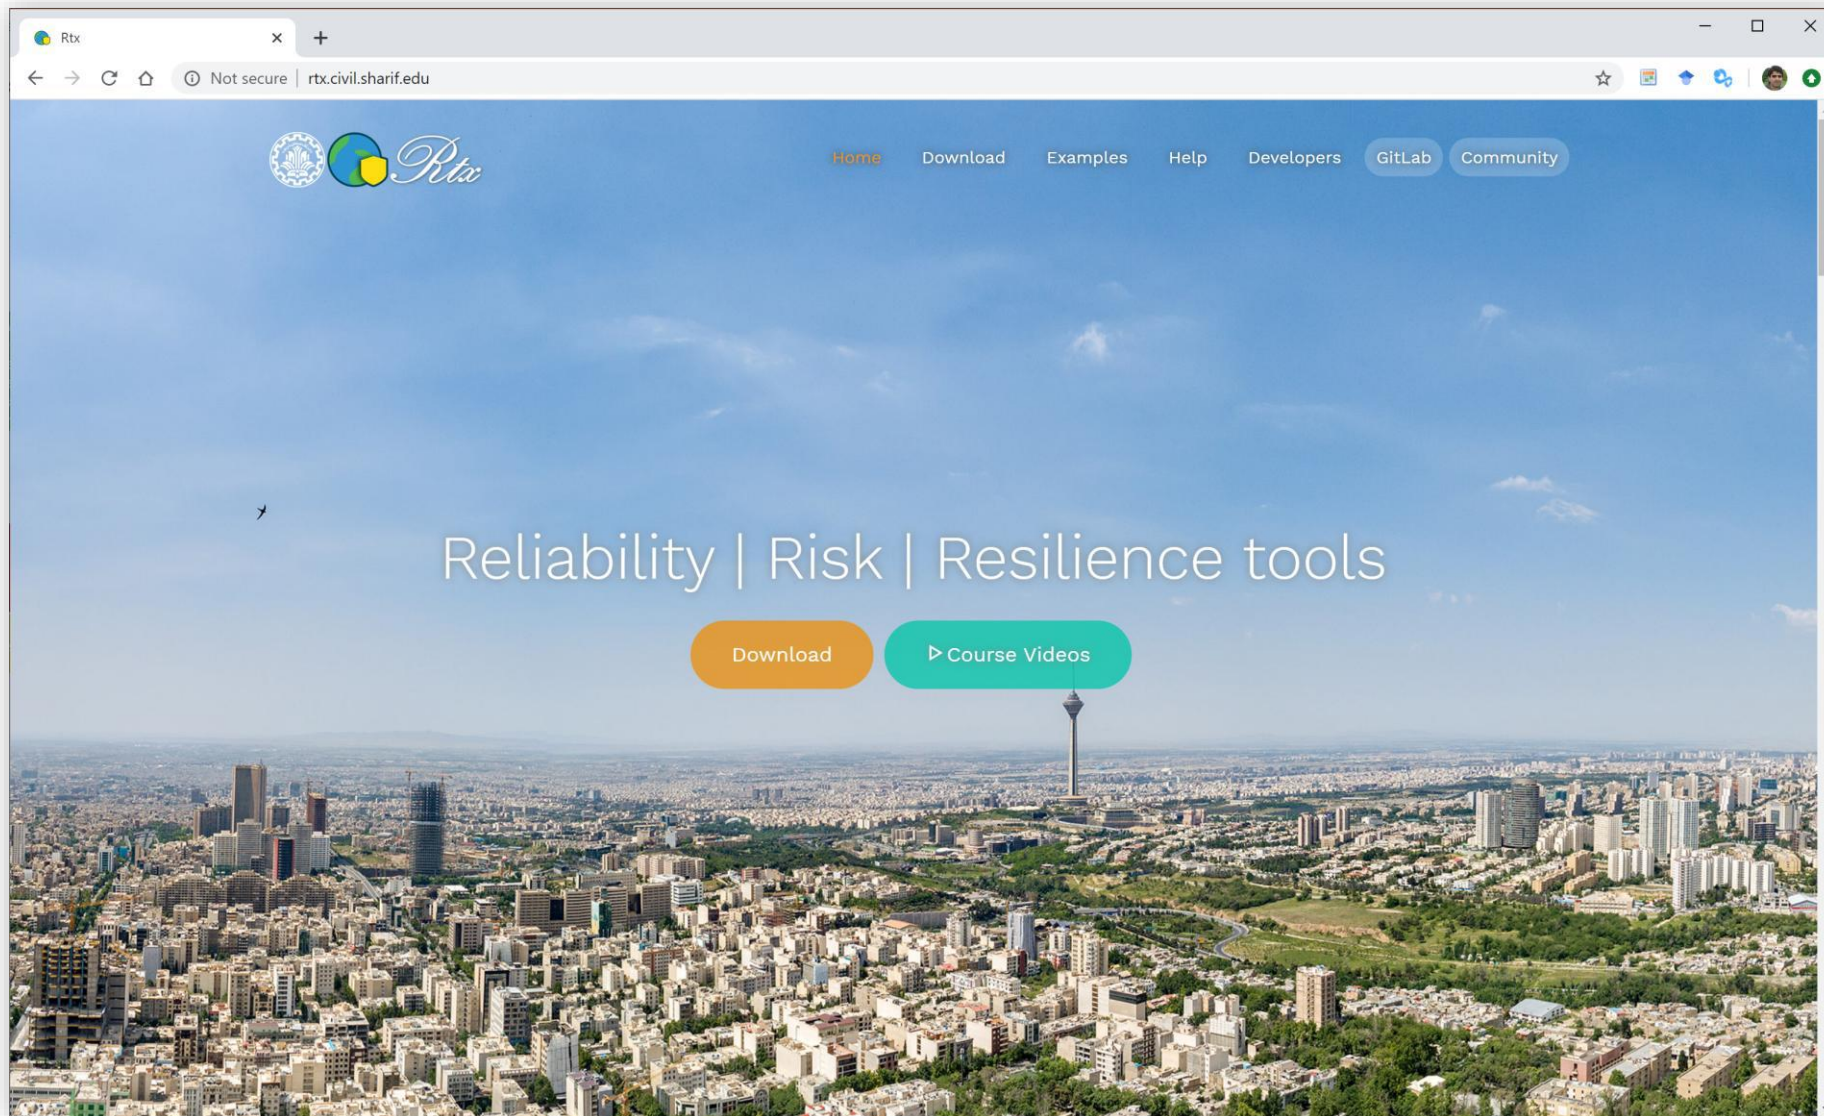 Rtx
Not secure | rtx.civil.sharif.edu
Rtx
Home Download Examples Help Developers GitLab Community
Reliability | Risk | Resilience tools
Download Course Videos